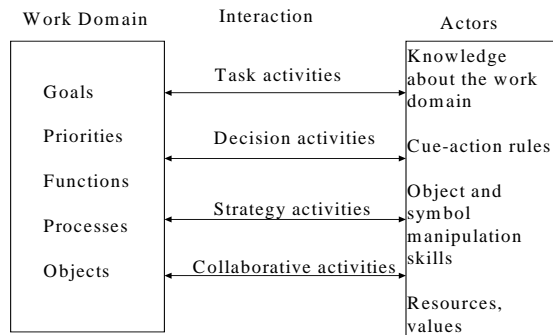 Work Domain
Interaction
Actors
Goals
Priorities
Functions
Processes
Objects
Task activities
Decision activities
Strategy activities
Collaborative activities
Knowledge
about the work
domain
Cue-action rules
Object and
symbol
manipulation
skills
Resources,
values